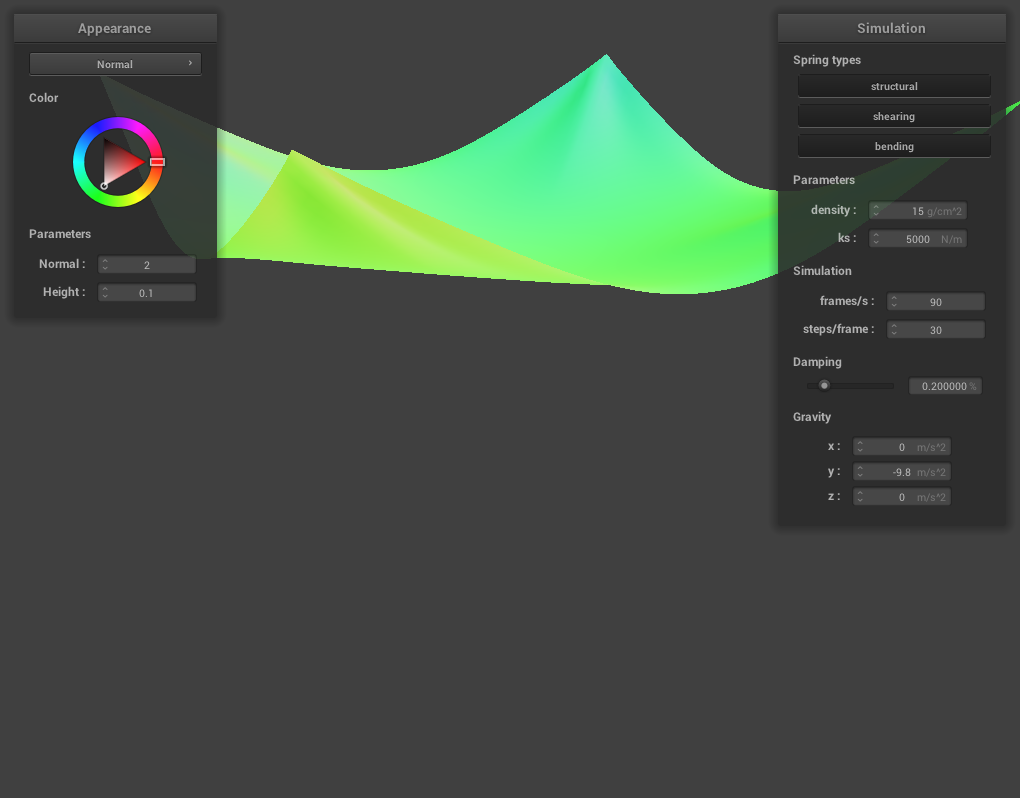 Appearance
Normal
Color
Parameters
Normal : 2
Height : 0.1
Simulation
Spring types
structural
shearing
bending
Parameters
density : 15 g/cm^2
ks : 5000 N/m
Simulation
frames/s : 90
steps/frame : 30
Damping
0.200000 %
Gravity
x : 0 m/s^2
y : -9.8 m/s^2
z : 0 m/s^2